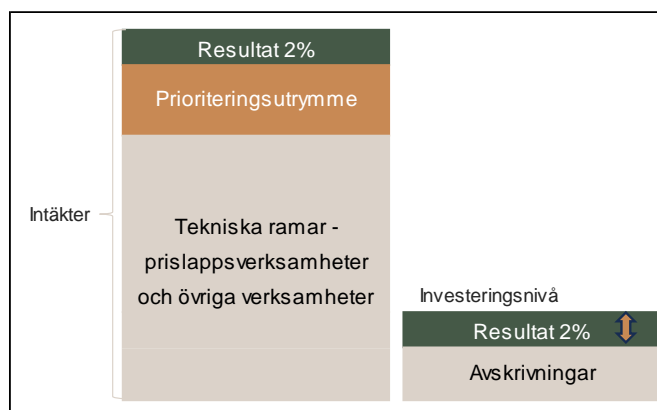 Resultat 2%
Prioriteringsutrymme
Intäkter
Tekniska ramar -
prislappsverksamheter
och övriga verksamheter
Investeringsnivå
Resultat 2%
Avskrivningar